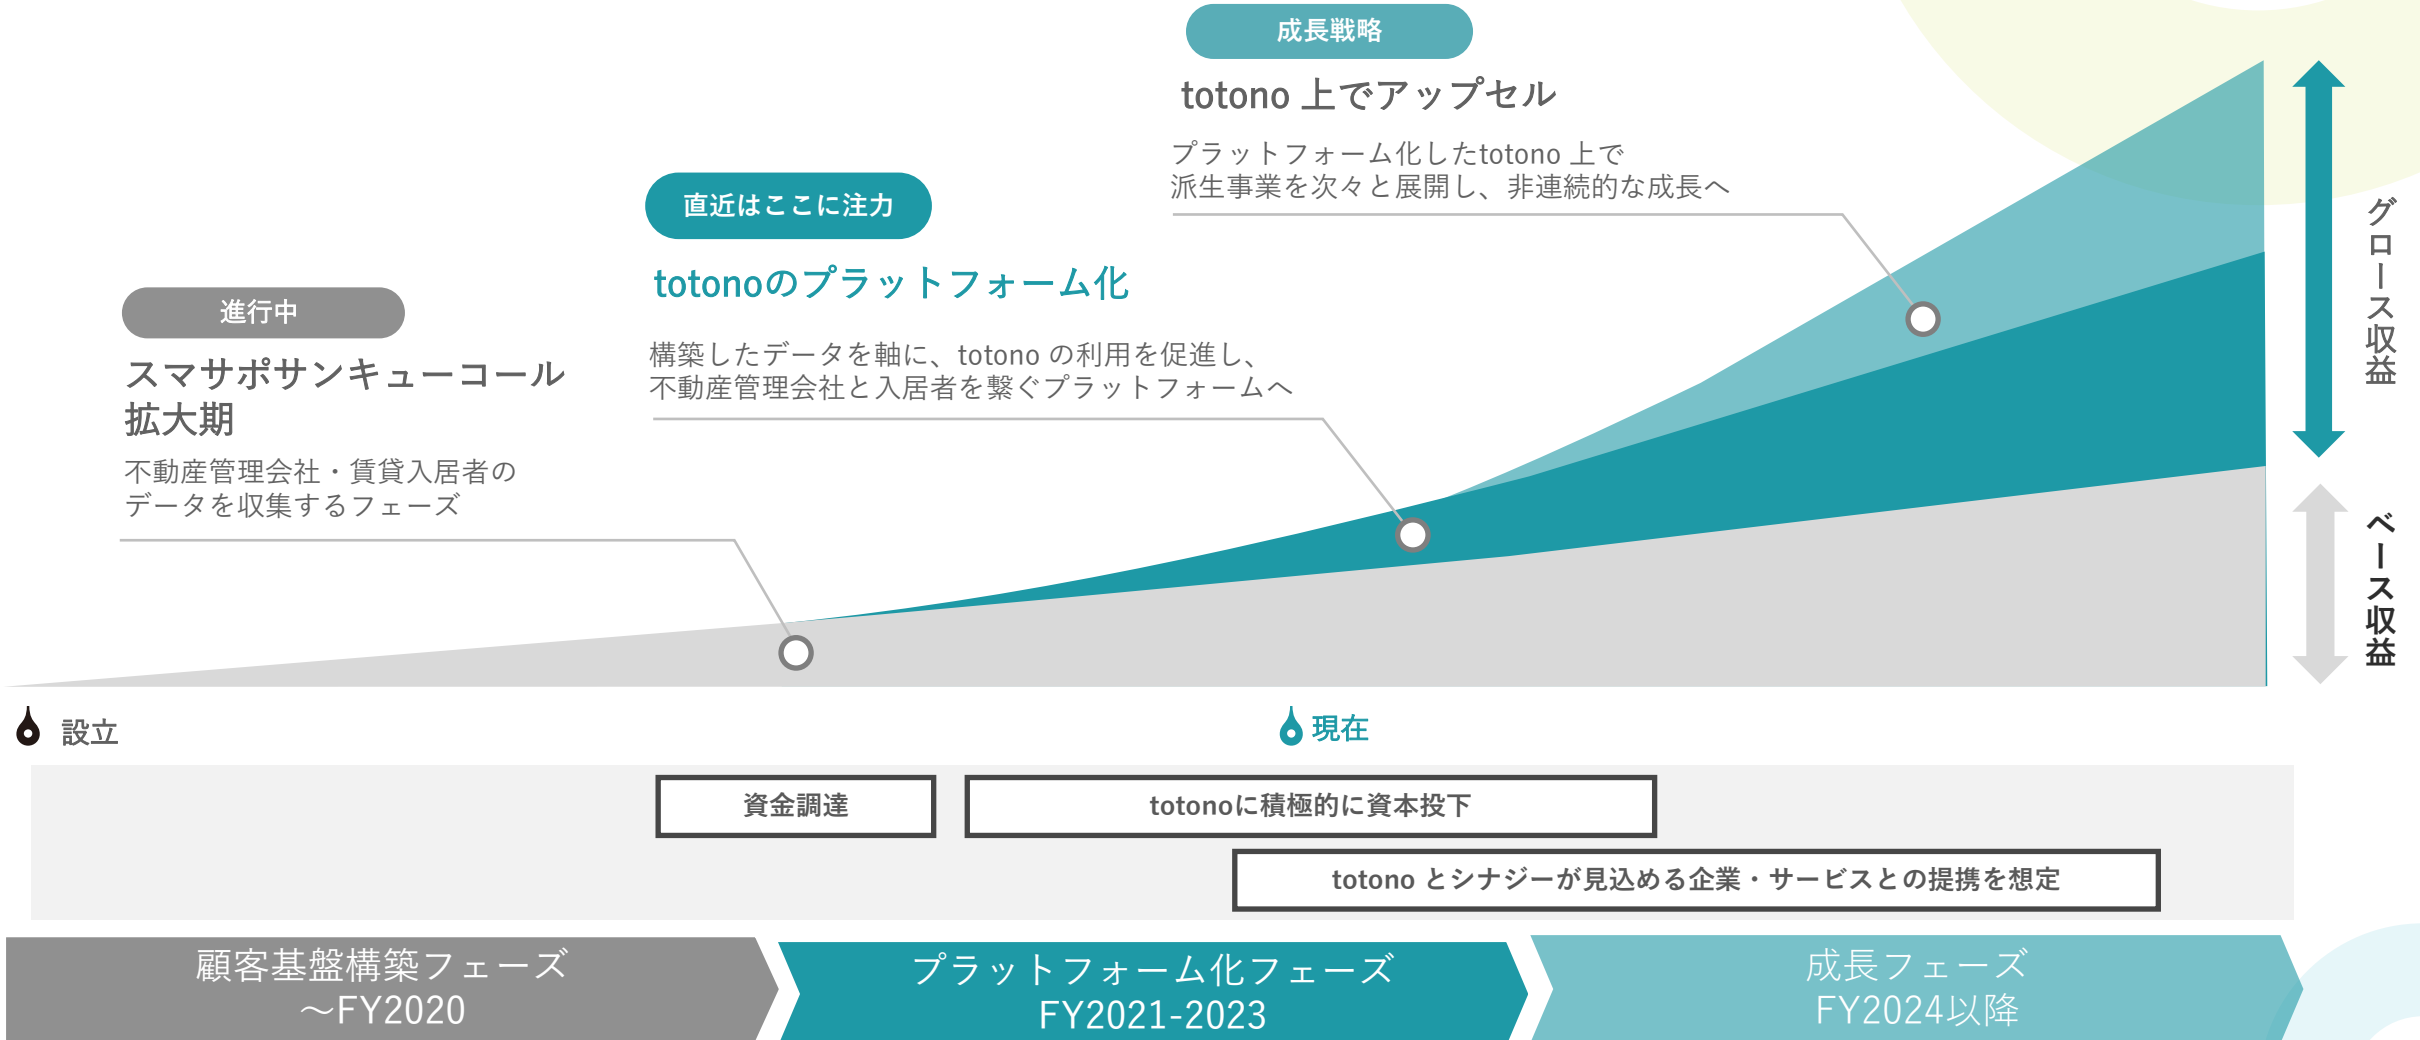 成長戦略
totono 上でアップセル
プラットフォーム化したtotono 上で
派生事業を次々と展開し、非連続的な成長へ
直近はここに注力
totonoのプラットフォーム化
構築したデータを軸に、totono の利用を促進し、
不動産管理会社と入居者を繋ぐプラットフォームへ
進行中
スマサポサンキューコール
拡大期
不動産管理会社・賃貸入居者の
データを収集するフェーズ
グロース収益
ベース収益
設立
現在
資金調達
totonoに積極的に資本投下
totono とシナジーが見込める企業・サービスとの提携を想定
顧客基盤構築フェーズ
～FY2020
プラットフォーム化フェーズ
FY2021-2023
成長フェーズ
FY2024以降